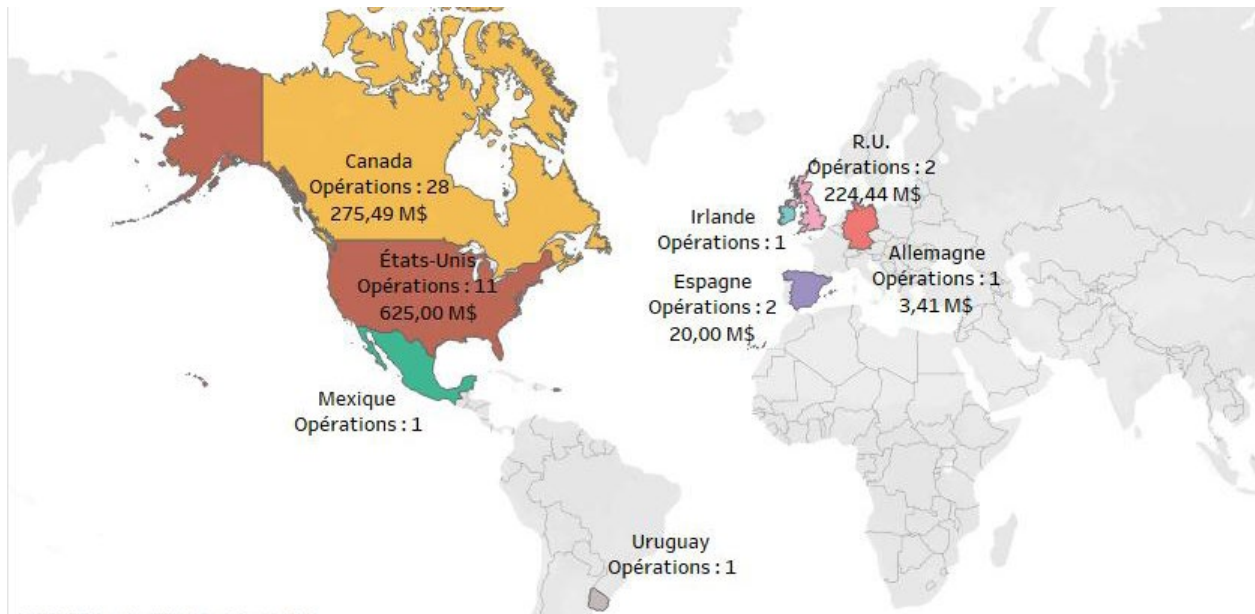 Canada
Opérations : 28
275,49 M$
États-Unis
Opérations : 11
625,00 M$
Mexique
Opérations : 1
Uruguay
Opérations : 1
R.U.
Opérations : 2
224,44 M$
Irlande
Opérations : 1
Allemagne
Opérations : 1
3,41 M$
Espagne
Opérations : 2
20,00 M$